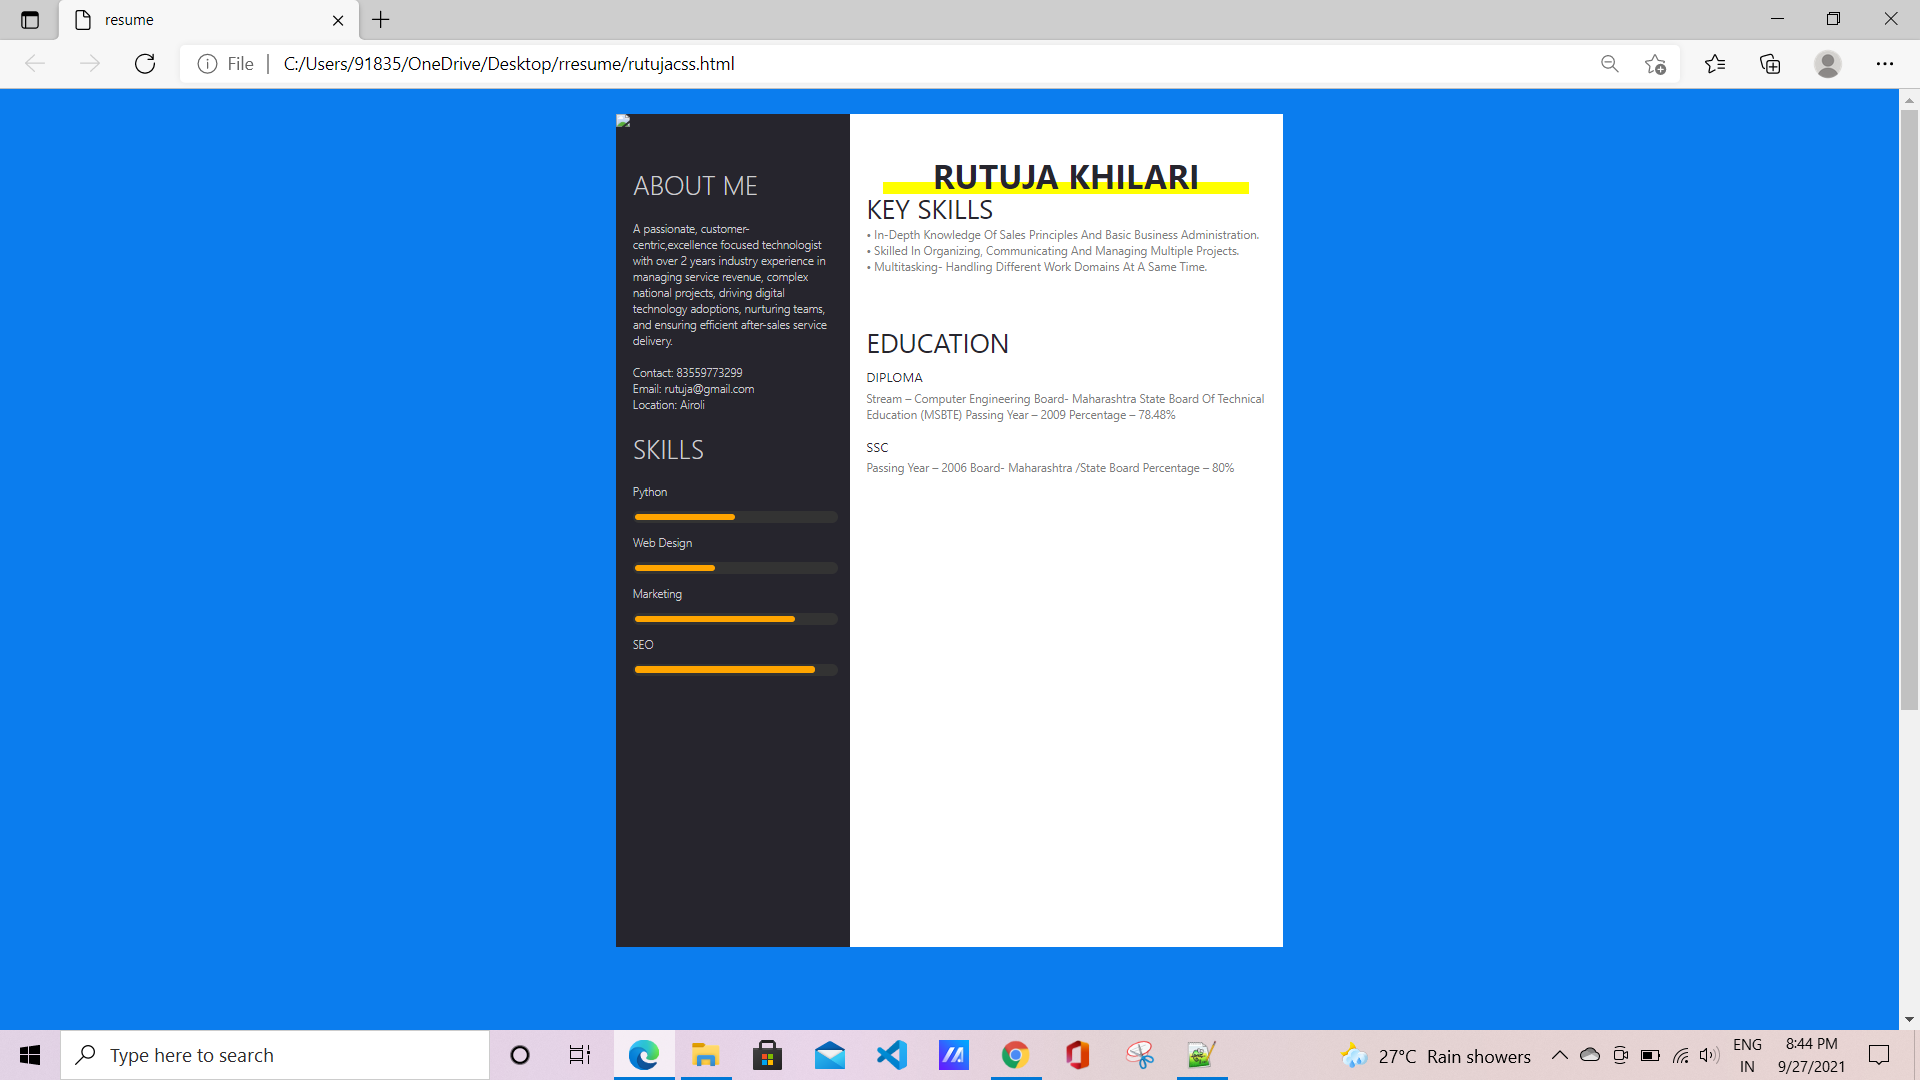 resume
File
C:/Users/91835/OneDrive/Desktop/rresume/rutujacss.html
ABOUT ME
A passionate, customer-
centric,excellence focused technologist
with over 2 years industry experience in
managing service revenue, complex
national projects, driving digital
technology adoptions, nurturing teams,
and ensuring efficient after-sales service
delivery.
Contact: 83559773299
Email: rutuja@gmail.com
Location: Airoli
SKILLS
Python
Web Design
Marketing
SEO
RUTUJA KHILARI
KEY SKILLS
• In-Depth Knowledge Of Sales Principles And Basic Business Administration.
• Skilled In Organizing, Communicating And Managing Multiple Projects.
• Multitasking- Handling Different Work Domains At A Same Time.
EDUCATION
DIPLOMA
Stream – Computer Engineering Board- Maharashtra State Board Of Technical
Education (MSBTE) Passing Year – 2009 Percentage – 78.48%
SSC
Passing Year – 2006 Board- Maharashtra /State Board Percentage – 80%
Type here to search
27°C Rain showers
ENG
IN
8:44 PM
9/27/2021